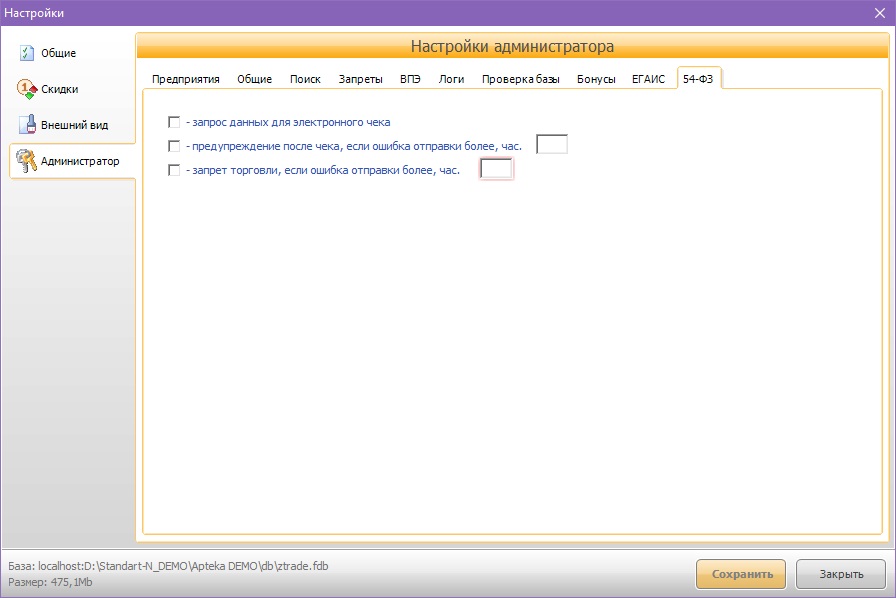 Настройки
Общие
Скидки
Внешний вид
Администратор
Настройки администратора
Предприятия Общие Поиск Запреты ВПЭ Логи Проверка базы Бонусы ЕГАИС 54-ФЗ
- запрос данных для электронного чека
- предупреждение после чека, если ошибка отправки более, час.
- запрет торговли, если ошибка отправки более, час.
База: localhost:D:\Standart-N_DEMO\Apteka DEMO\db\ztrade.fdb
Размер: 475,1Mb
Сохранить Закрыть